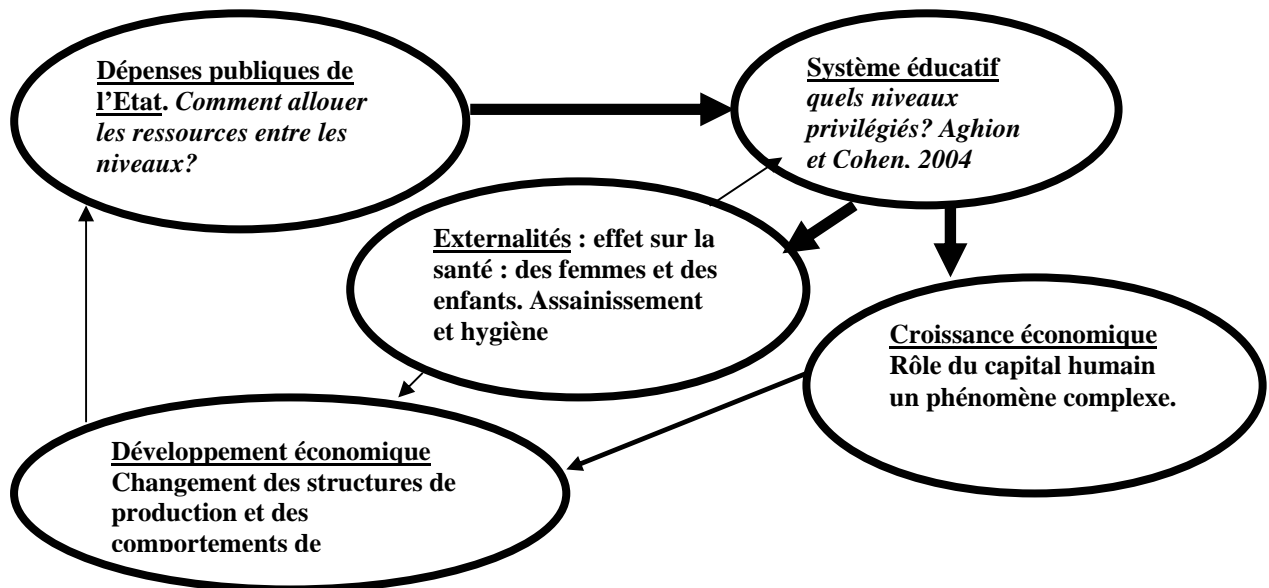 Dépenses publiques de
l'Etat. Comment allouer
les ressources entre les
niveaux?
Système éducatif
quels niveaux
privilégiés? Aghion
et Cohen. 2004
Externalités : effet sur la
santé : des femmes et des
enfants. Assainissement
et hygiène
Croissance économique
Rôle du capital humain
un phénomène complexe.
Développement économique
Changement des structures de
production et des
comportements de